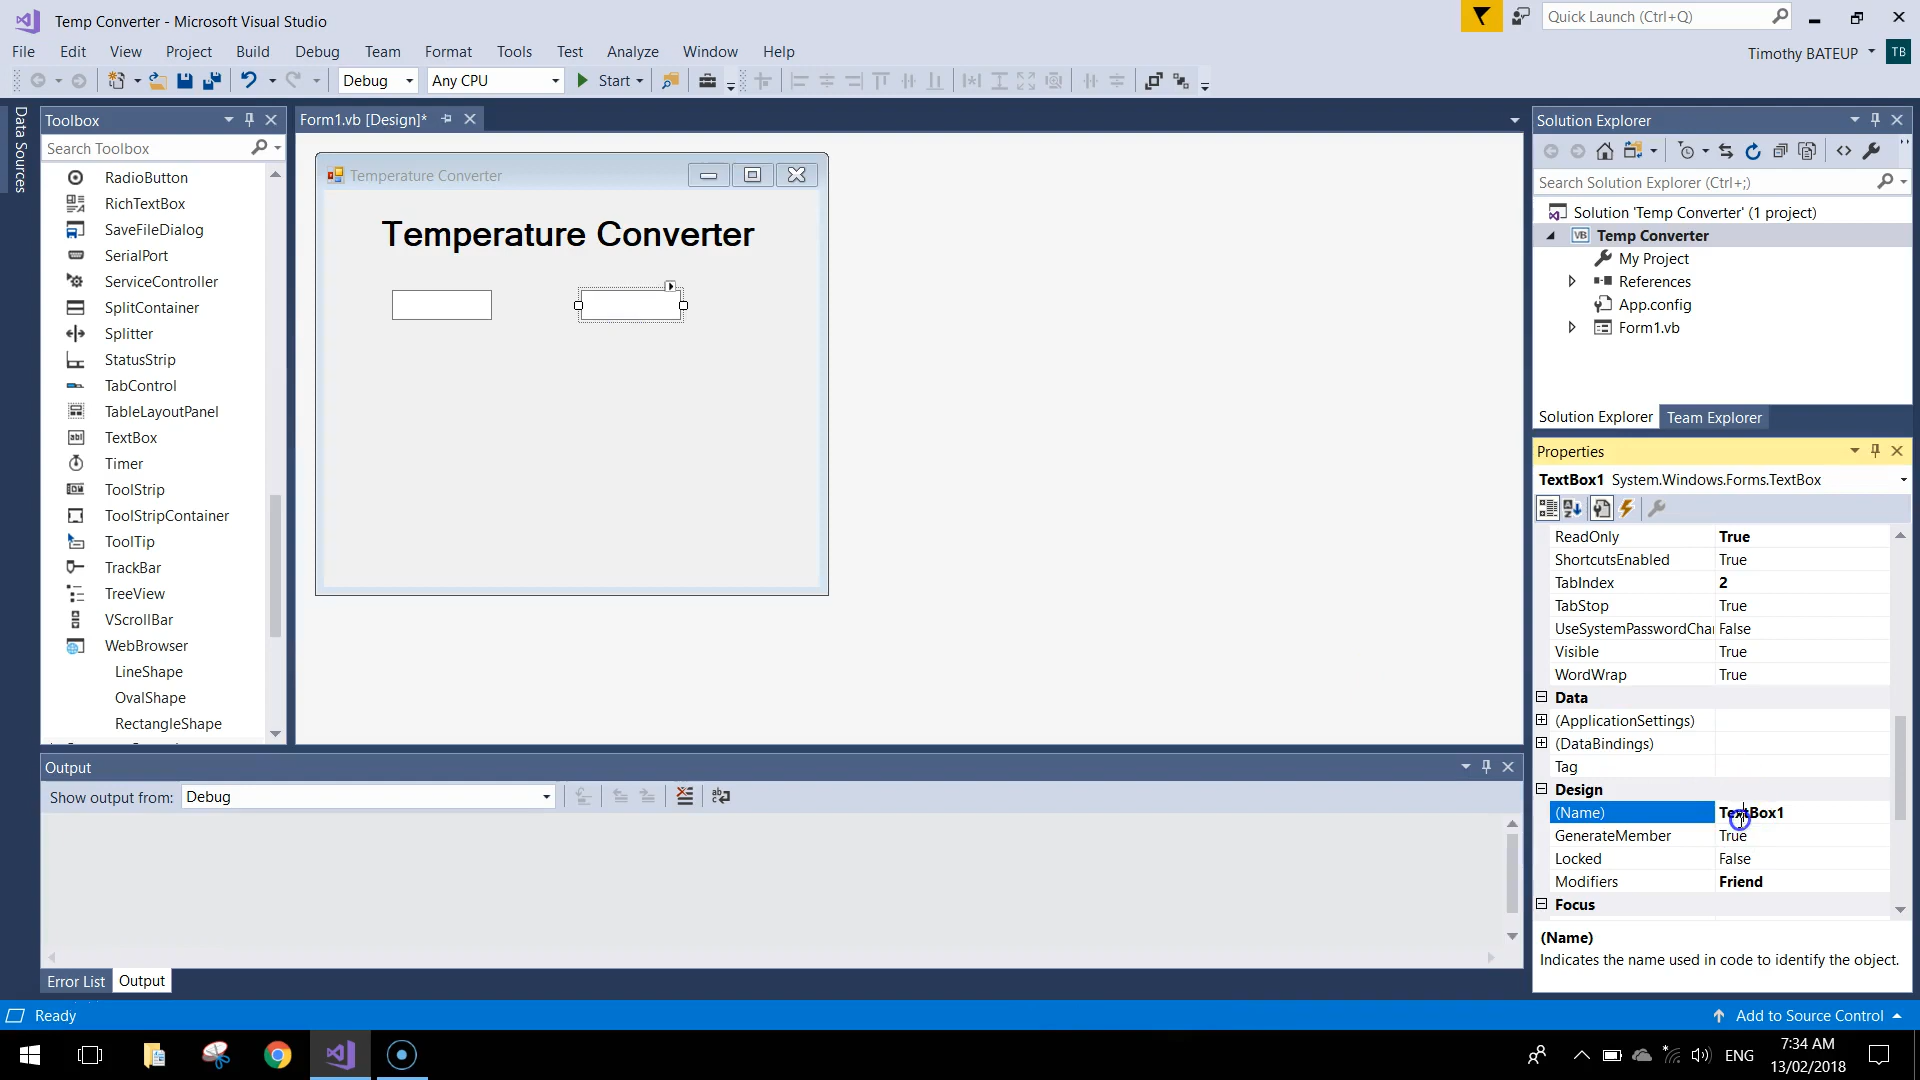 Temp Converter - Microsoft Visual Studio
Quick Launch (Ctrl+Q)
File Edit View Project Build Debug Team Format Tools Test Analyze Window Help
Timothy BATEUP TB
Debug Any CPU Start
Data Sources
Toolbox
Search Toolbox
RadioButton
RichTextBox
SaveFileDialog
SerialPort
ServiceController
SplitContainer
Splitter
StatusStrip
TabControl
TableLayoutPanel
TextBox
Timer
ToolStrip
ToolStripContainer
ToolTip
TrackBar
TreeView
VScrollBar
WebBrowser
LineShape
OvalShape
RectangleShape
Form1.vb [Design]*
Temperature Converter
Temperature Converter
Solution Explorer
Search Solution Explorer (Ctrl+;)
Solution 'Temp Converter' (1 project)
VB Temp Converter
My Project
References
App.config
Form1.vb
Solution Explorer Team Explorer
Properties
TextBox1 System.Windows.Forms.TextBox
ReadOnly True
ShortcutsEnabled True
TabIndex 2
TabStop True
UseSystemPasswordChar False
Visible True
WordWrap True
Data
(ApplicationSettings)
(DataBindings)
Tag
Design
(Name) TextBox1
GenerateMember True
Locked False
Modifiers Friend
Focus
(Name)
Indicates the name used in code to identify the object.
Output
Show output from: Debug
Error List Output
Ready
Add to Source Control
ENG
7:34 AM
13/02/2018